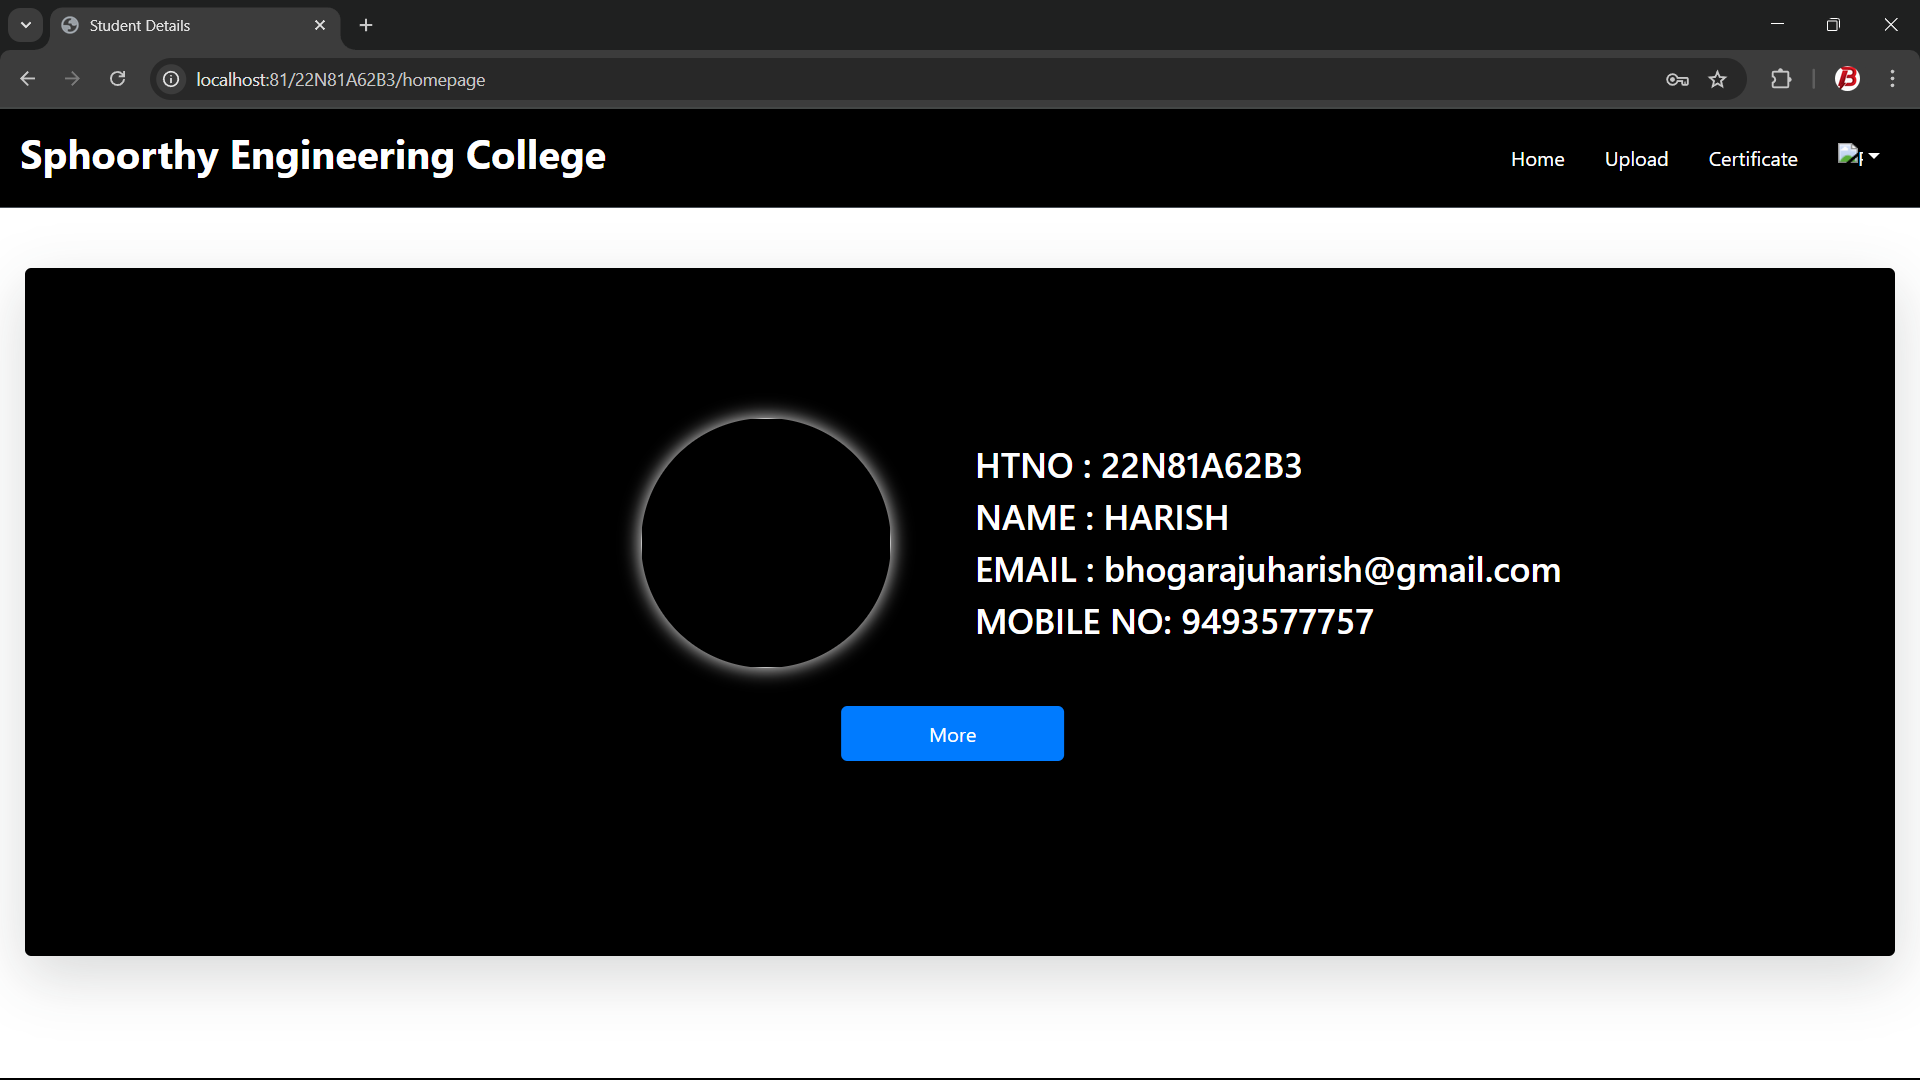 Student Details
localhost:81/22N81A62B3/homepage
Sphoorthy Engineering College
Home
Upload
Certificate
HTNO : 22N81A62B3
NAME : HARISH
EMAIL : bhogarajuharish@gmail.com
MOBILE NO: 9493577757
More